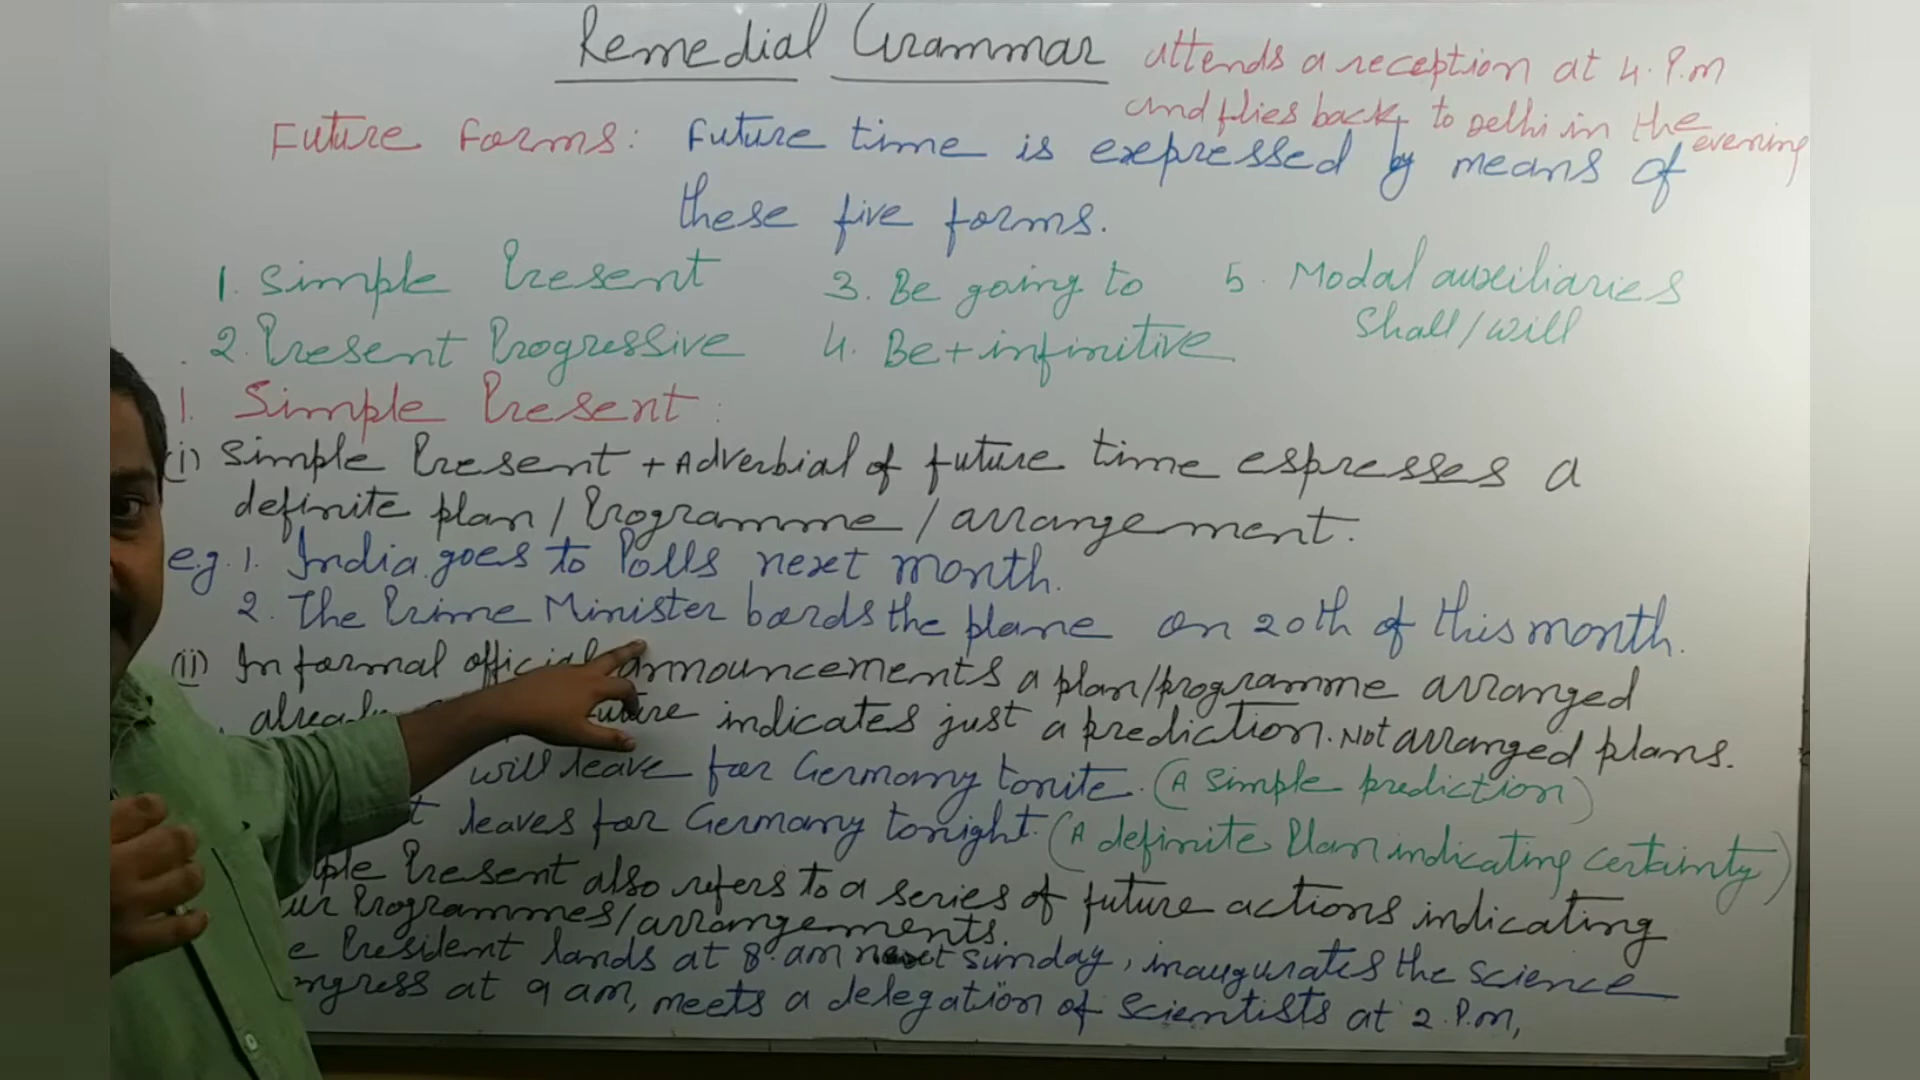 Remedial Grammar
attends a reception at 4. P.m
and flies back to Delhi in the evening
Future Forms: Future time is expressed by means of
these five forms.
1. Simple Present
2. Present Progressive
3. Be going to
4. Be + infinitive
5. Modal auxiliaries
Shall/will
1. Simple Present:
(i) Simple Present + Adverbial of future time espresses a
definite plan / Programme / arrangement.
e.g. 1. India goes to Polls next month.
2. The Prime Minister bords the plane on 20th of this month.
(ii) In formal official announcements a plan/programme arranged
indicates just a prediction. Not arranged plans.
will leave for Germany tonite. (A simple prediction)
leaves for Germany tonight. (A definite Plan indicating certainty)
Present also refers to a series of future actions indicating
Programmes/arrangements.
President lands at 8. am next sunday, inaugurates the science
at 9 am, meets a delegation of scientists at 2. P.m,